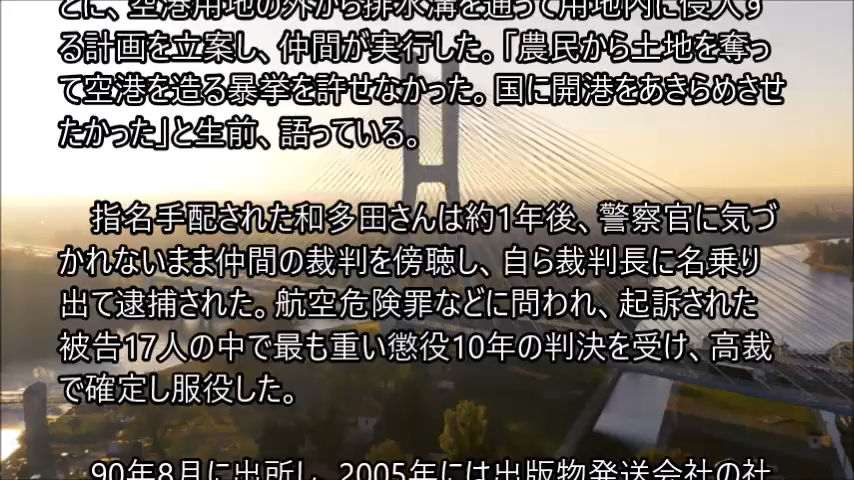 とに、空港用地の外から排水溝を通って用地内に侵入す
る計画を立案し、仲間が実行した。「農民から土地を奪っ
て空港を造る暴挙を許せなかった。国に開港をあきらめさせ
たかった」と生前、語っている。
指名手配された和多田さんは約1年後、警察官に気づ
かれないまま仲間の裁判を傍聴し、自ら裁判長に名乗り
出て逮捕された。航空危険罪などに問われ、起訴された
被告17人の中で最も重い懲役10年の判決を受け、高裁
で確定し服役した。
90年8月に出所し、2005年には出版物発送会社の社